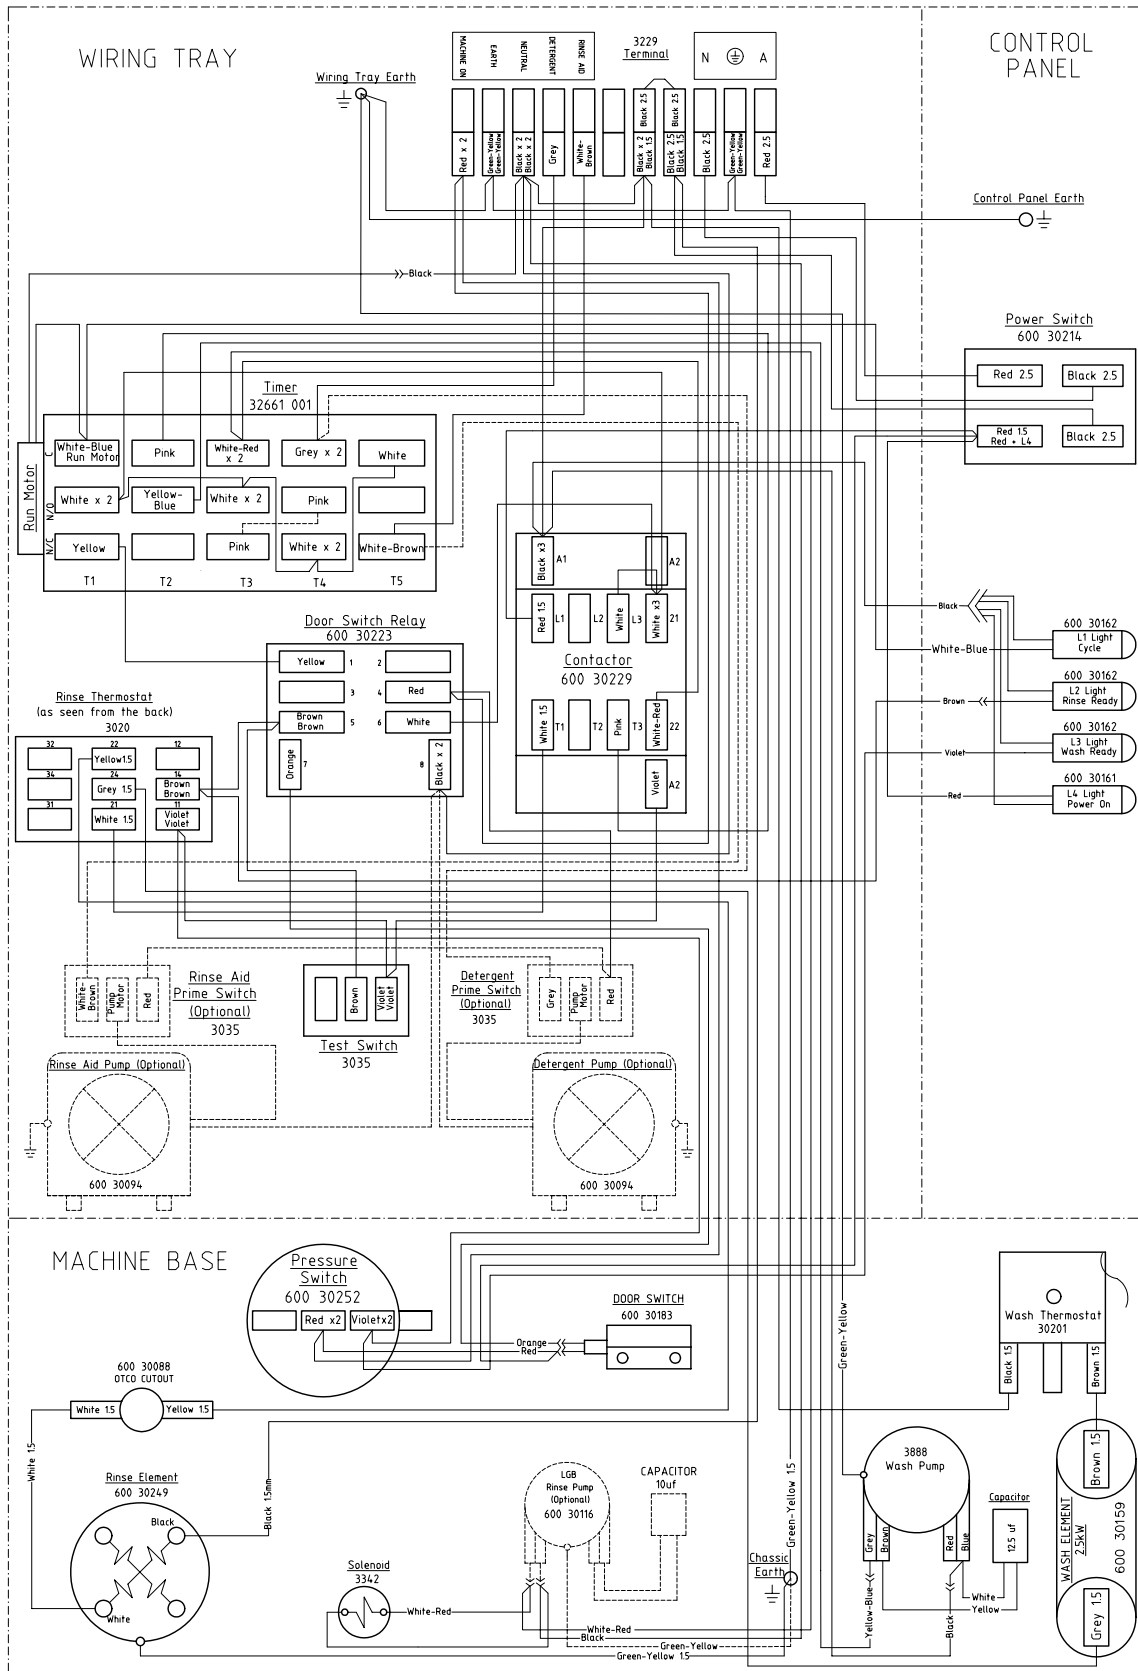 WIRING TRAY
CONTROL
PANEL
MACHINE ON
EARTH
NEUTRAL
DETERGENT
RINSE AID
3229
Terminal
N
A
Wiring Tray Earth
Black 2.5
Black 2.5
Red x 2
Green-Yellow
Green-Yellow
Black x 2
Black x 2
Grey
White-
Brown
Black x 2
Black 1.5
Black 2.5
Black 1.5
Black 2.5
Green-Yellow
Green-Yellow
Red 2.5
Control Panel Earth
Black
Power Switch
600 30214
Red 2.5
Black 2.5
Red 1.5
Red + L4
Black 2.5
Timer
32661 001
Run Motor
C
N/O
N/C
White-Blue
Run Motor
Pink
White-Red
x 2
Grey x 2
White
White x 2
Yellow-
Blue
White x 2
Pink
Yellow
Pink
White x 2
White-Brown
T1
T2
T3
T4
T5
Black x3
A1
A2
Red 1.5
L1
L2
White
L3
White x3
21
Contactor
600 30229
White 1.5
T1
T2
Pink
T3
White-Red
22
Violet
A2
Door Switch Relay
600 30223
Yellow
1
2
3
4
Red
Brown
Brown
5
6
White
Orange
7
8
Black x 2
Rinse Thermostat
(as seen from the back)
3020
32
22
12
Yellow1.5
34
24
14
Grey 1.5
Brown
Brown
31
21
11
White 1.5
Violet
Violet
Black
600 30162
L1 Light
Cycle
White-Blue
600 30162
L2 Light
Rinse Ready
Brown
600 30162
L3 Light
Wash Ready
Violet
600 30161
L4 Light
Power On
Red
White-
Brown
Pump
Motor
Red
Rinse Aid
Prime Switch
(Optional)
3035
Brown
Violet
Violet
Test Switch
3035
Detergent
Prime Switch
(Optional)
3035
Grey
Pump
Motor
Red
Rinse Aid Pump (Optional)
600 30094
Detergent Pump (Optional)
600 30094
MACHINE BASE
Pressure
Switch
600 30252
Red x2
Violetx2
DOOR SWITCH
600 30183
Orange
Red
Green-Yellow
Wash Thermostat
30201
Black 1.5
Brown 1.5
600 30088
OTCO CUTOUT
White 1.5
Yellow 1.5
White 1.5
Rinse Element
600 30249
Black
White
Black 1.5mm
LGB
Rinse Pump
(Optional)
600 30116
CAPACITOR
10uf
Green-Yellow 1.5
3888
Wash Pump
Grey
Brown
Red
Blue
Capacitor
12.5 uf
Brown 1.5
WASH ELEMENT
2.5kW
600 30159
Grey 1.5
Solenoid
3342
White-Red
Chassic
Earth
White
Yellow
Yellow-Blue
Black
White-Red
Black
Green-Yellow
Green-Yellow 1.5